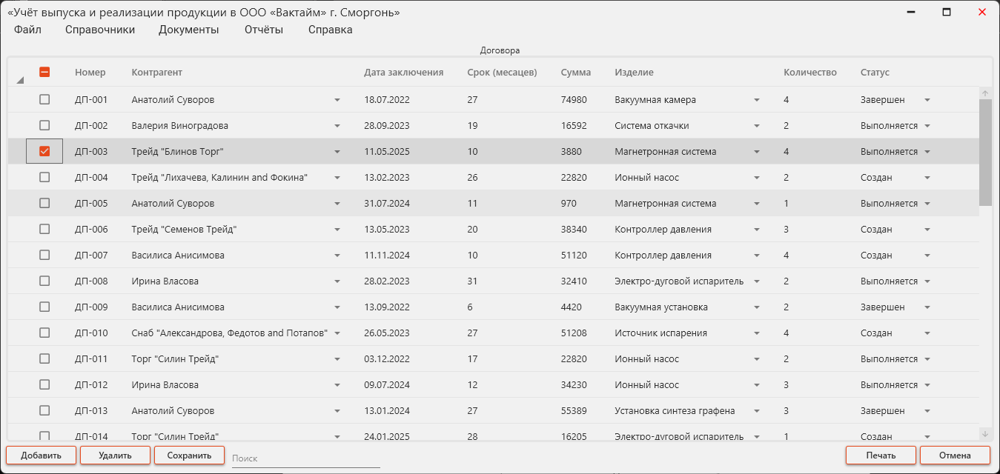 «Учёт выпуска и реализации продукции в ООО «Вактайм» г. Сморгонь»
Файл Справочники Документы Отчёты Справка
Договора
Номер Контрагент Дата заключения Срок (месацев) Сумма Изделие Количество Статус
ДП-001 Анатолий Суворов 18.07.2022 27 74980 Вакуумная камера 4 Завершен
ДП-002 Валерия Виноградова 28.09.2023 19 16592 Система откачки 2 Выполняется
ДП-003 Трейд "Блинов Торг" 11.05.2025 10 3880 Магнетронная система 4 Выполняется
ДП-004 Трейд "Лихачева, Калинин and Фокина" 13.02.2023 26 22820 Ионный насос 2 Создан
ДП-005 Анатолий Суворов 31.07.2024 11 970 Магнетронная система 1 Выполняется
ДП-006 Трейд "Семенов Трейд" 13.05.2023 20 38340 Контроллер давления 3 Создан
ДП-007 Василиса Анисимова 11.11.2024 10 51120 Контроллер давления 4 Создан
ДП-008 Ирина Власова 28.02.2023 31 32410 Электро-дуговой испаритель 2 Выполняется
ДП-009 Василиса Анисимова 13.09.2022 6 4420 Вакуумная установка 2 Завершен
ДП-010 Снаб "Александрова, Федотов and Потапов" 26.05.2023 27 51208 Источник испарения 4 Создан
ДП-011 Торг "Силин Трейд" 03.12.2022 17 22820 Ионный насос 2 Выполняется
ДП-012 Ирина Власова 09.07.2024 12 34230 Ионный насос 3 Выполняется
ДП-013 Анатолий Суворов 13.01.2024 27 55389 Установка синтеза графена 3 Завершен
ДП-014 Торг "Силин Трейд" 24.01.2025 28 16205 Электро-дуговой испаритель 1 Создан
Добавить Удалить Сохранить Поиск Печать Отмена